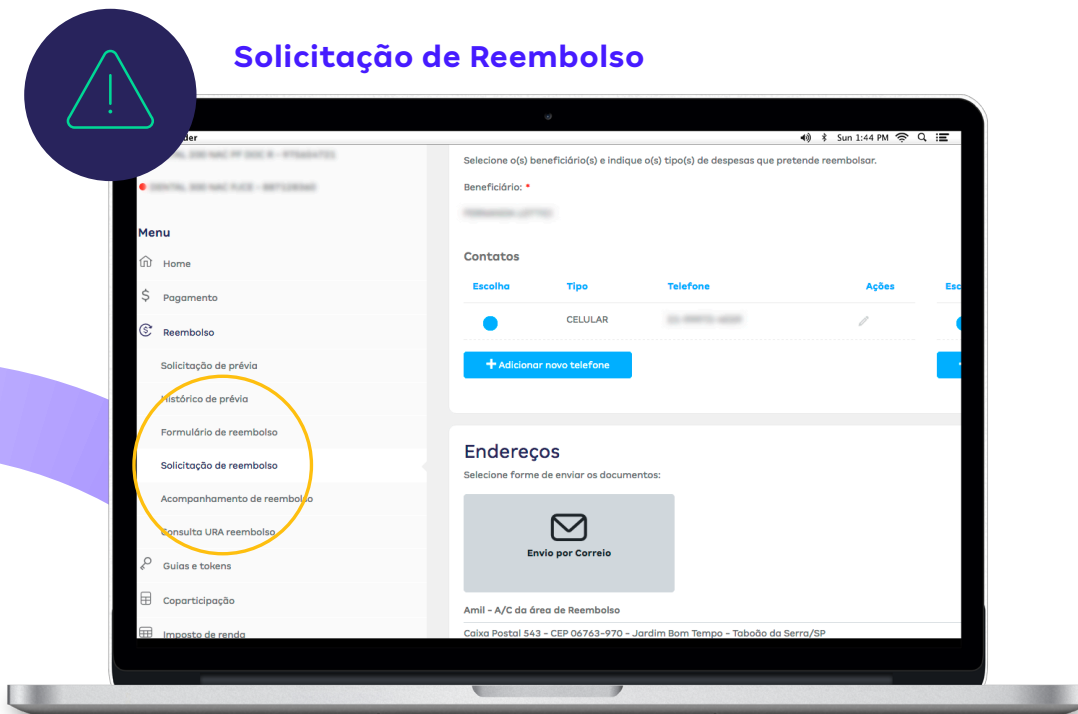 Solicitação de Reembolso
der
Sun 1:44 PM
Menu
Home
Pagamento
Reembolso
Solicitação de prévia
Histórico de prévia
Formulário de reembolso
Solicitação de reembolso
Acompanhamento de reembolso
Consulta URA reembolso
Guias e tokens
Coparticipação
Imposto de renda
Selecione o(s) beneficiário(s) e indique o(s) tipo(s) de despesas que pretende reembolsar.
Beneficiário: *
Contatos
Escolha Tipo Telefone Ações Esc
CELULAR
+ Adicionar novo telefone
Endereços
Selecione forme de enviar os documentos:
Envio por Correio
Amil - A/C da área de Reembolso
Caixa Postal 543 - CEP 06763-970 - Jardim Bom Tempo - Taboão da Serra/SP